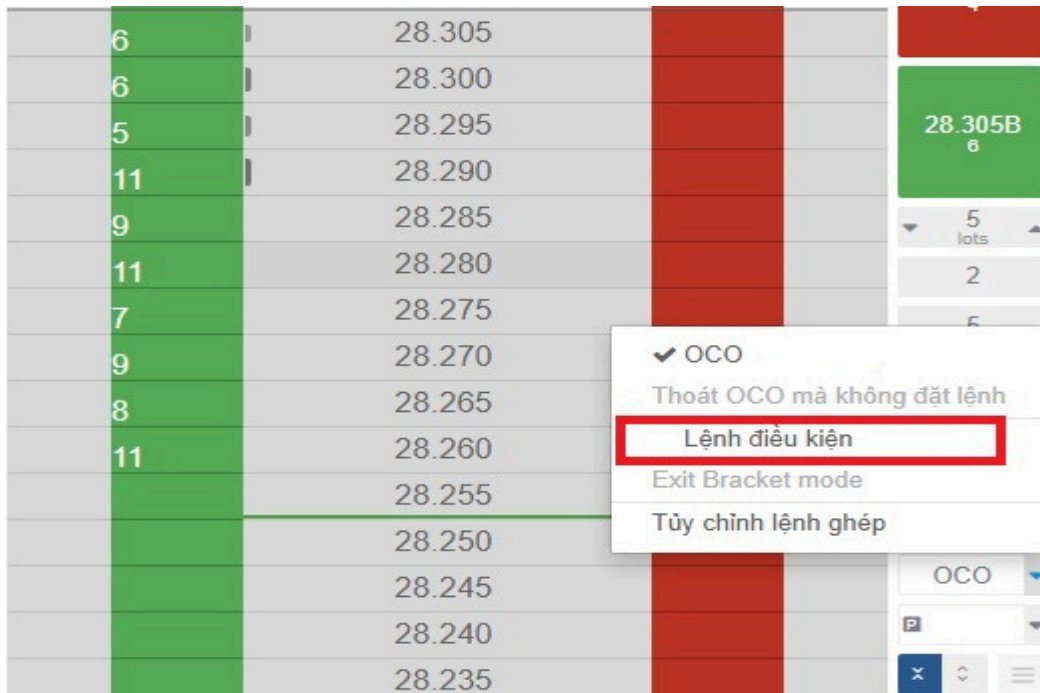 6 28.305
6 28.300
5 28.295
11 28.290
9 28.285
11 28.280
7 28.275
9 28.270
8 28.265
11 28.260
28.255
28.250
28.245
28.240
28.235
28.305B
6
5
lots
2
✔ OCO
Thoát OCO mà không đặt lệnh
Lệnh điều kiện
Exit Bracket mode
Tủy chỉnh lệnh ghép
OCO
P